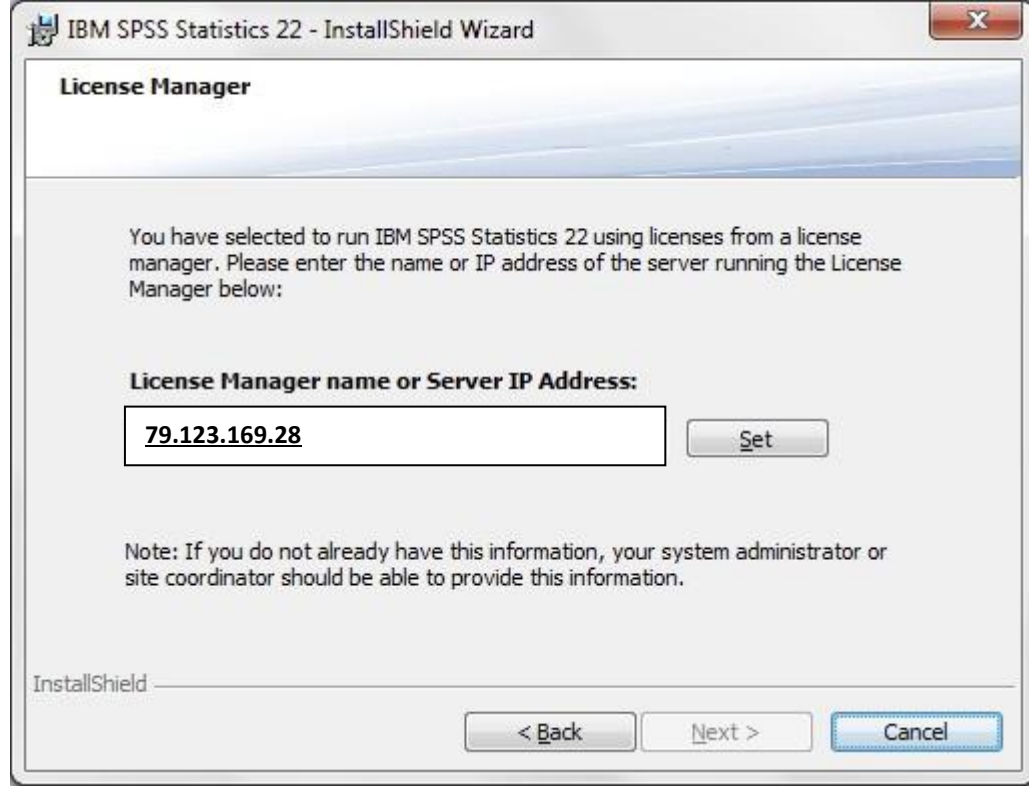 IBM SPSS Statistics 22 - InstallShield Wizard
License Manager
You have selected to run IBM SPSS Statistics 22 using licenses from a license
manager. Please enter the name or IP address of the server running the License
Manager below:
License Manager name or Server IP Address:
79.123.169.28
Set
Note: If you do not already have this information, your system administrator or
site coordinator should be able to provide this information.
InstallShield
< Back Next > Cancel